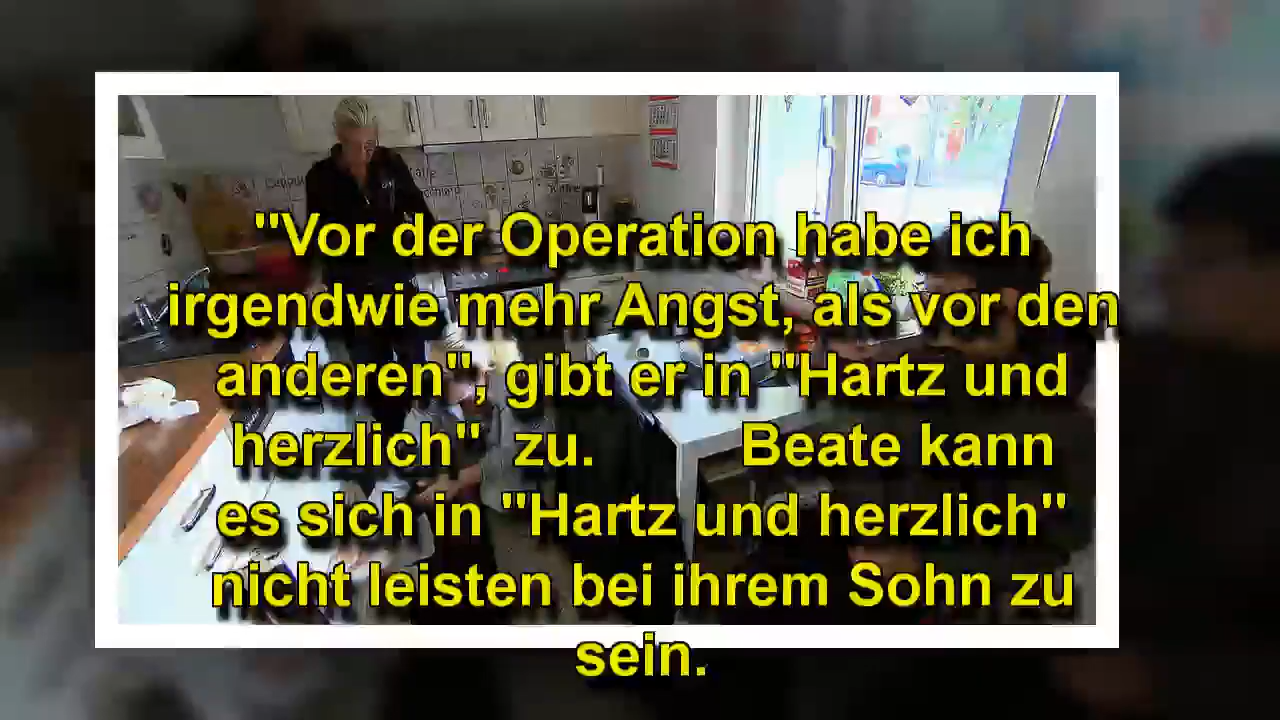 "Vor der Operation habe ich
irgendwie mehr Angst, als vor den
anderen", gibt er in "Hartz und
herzlich" zu. Beate kann
es sich in "Hartz und herzlich"
nicht leisten bei ihrem Sohn zu
sein.